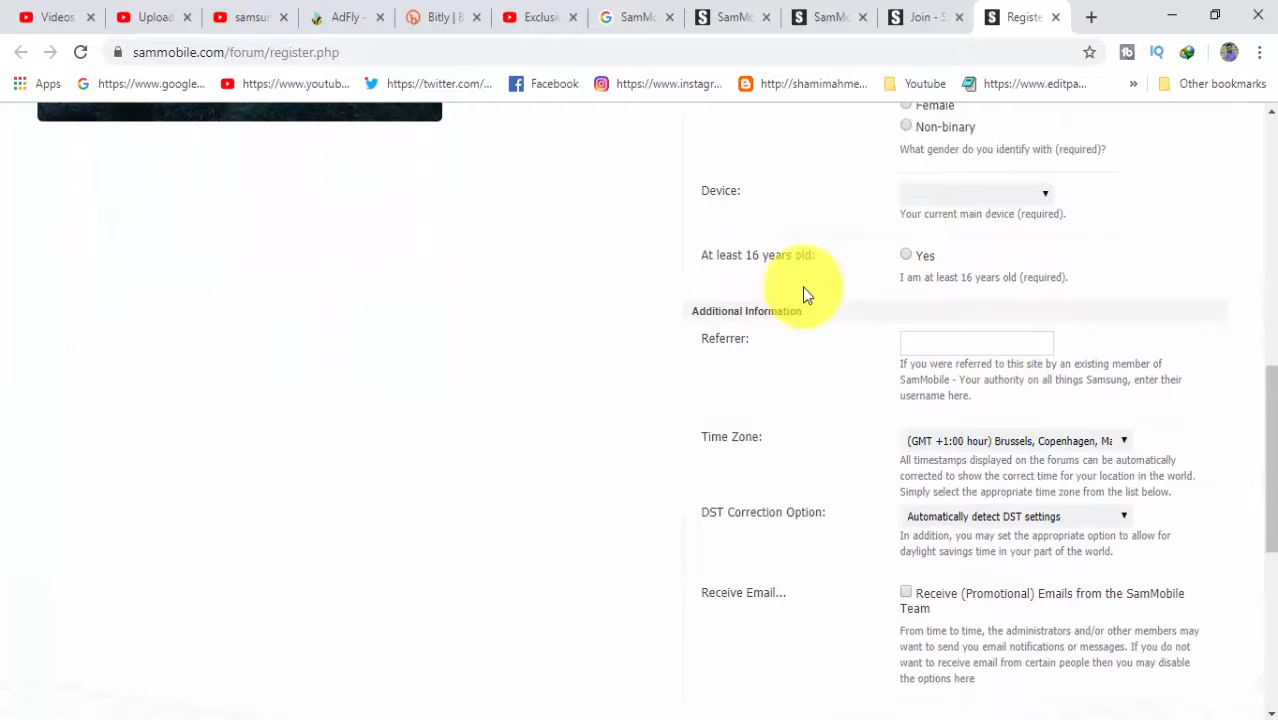 Videos
Upload
samsur
AdFly -
Bitly | B
Exclusi
SamMo
SamMo
SamMo
Join - S
Registe
sammobile.com/forum/register.php
Apps
https://www.google...
https://www.youtub...
https://twitter.com/...
Facebook
https://www.instagr...
http://shamimahme...
Youtube
https://www.editpa...
»
Other bookmarks
Female
Non-binary
What gender do you identify with (required)?
Device:
Your current main device (required).
At least 16 years old:
Yes
I am at least 16 years old (required).
Additional Information
Referrer:
If you were referred to this site by an existing member of
SamMobile - Your authority on all things Samsung, enter their
username here.
Time Zone:
(GMT +1:00 hour) Brussels, Copenhagen, Ma
All timestamps displayed on the forums can be automatically
corrected to show the correct time for your location in the world.
Simply select the appropriate time zone from the list below.
DST Correction Option:
Automatically detect DST settings
In addition, you may set the appropriate option to allow for
daylight savings time in your part of the world.
Receive Email...
Receive (Promotional) Emails from the SamMobile
Team
From time to time, the administrators and/or other members may
want to send you email notifications or messages. If you do not
want to receive email from certain people then you may disable
the options here